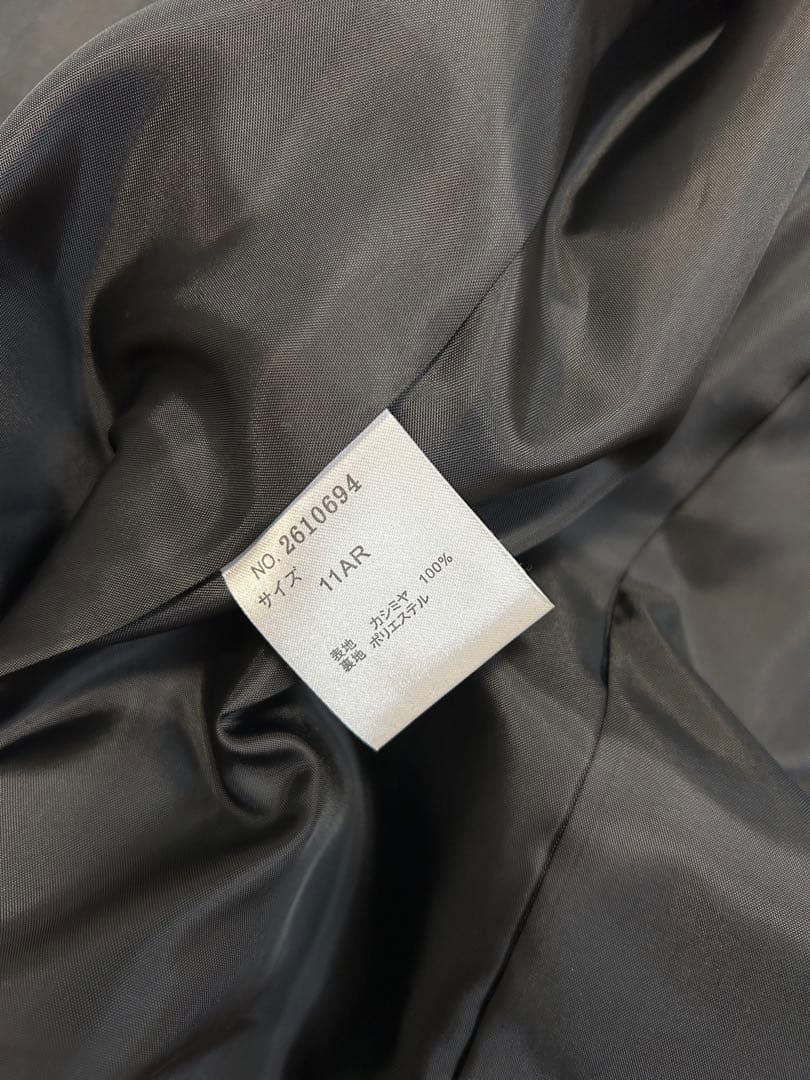 NO. 2610694
サイズ 11AR
表地 カシミヤ 100%
裏地 ポリエステル